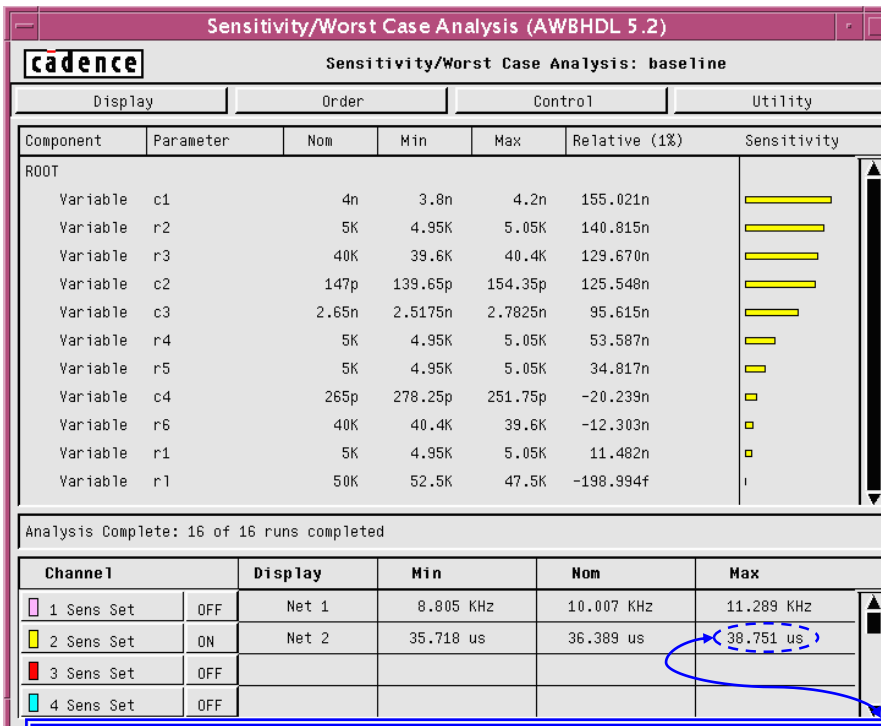 Sensitivity/Worst Case Analysis (AWBHDL 5.2)
cadence Sensitivity/Worst Case Analysis: baseline
Display Order Control Utility
Component Parameter Nom Min Max Relative (1%) Sensitivity
ROOT
Variable c1 4n 3.8n 4.2n 155.021n
Variable r2 5K 4.95K 5.05K 140.815n
Variable r3 40K 39.6K 40.4K 129.670n
Variable c2 147p 139.65p 154.35p 125.548n
Variable c3 2.65n 2.5175n 2.7825n 95.615n
Variable r4 5K 4.95K 5.05K 53.587n
Variable r5 5K 4.95K 5.05K 34.817n
Variable c4 265p 278.25p 251.75p -20.239n
Variable r6 40K 40.4K 39.6K -12.303n
Variable r1 5K 4.95K 5.05K 11.482n
Variable rl 50K 52.5K 47.5K -198.994f
Analysis Complete: 16 of 16 runs completed
Channel Display Min Nom Max
1 Sens Set OFF Net 1 8.805 KHz 10.007 KHz 11.289 KHz
2 Sens Set ON Net 2 35.718 us 36.389 us 38.751 us
3 Sens Set OFF
4 Sens Set OFF